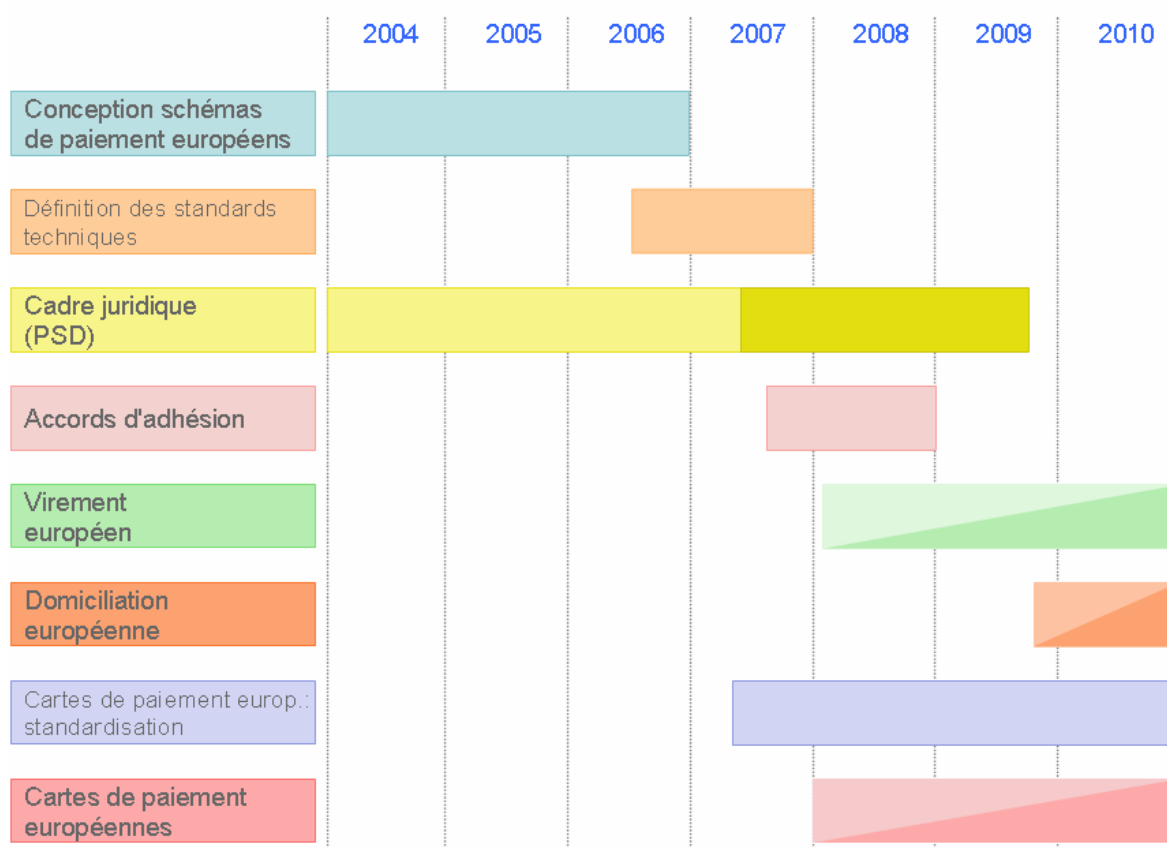 2004 2005 2006 2007 2008 2009 2010
Conception schémas
de paiement européens
Définition des standards
techniques
Cadre juridique
(PSD)
Accords d'adhésion
Virement
européen
Domiciliation
européenne
Cartes de paiement europ.:
standardisation
Cartes de paiement
européennes